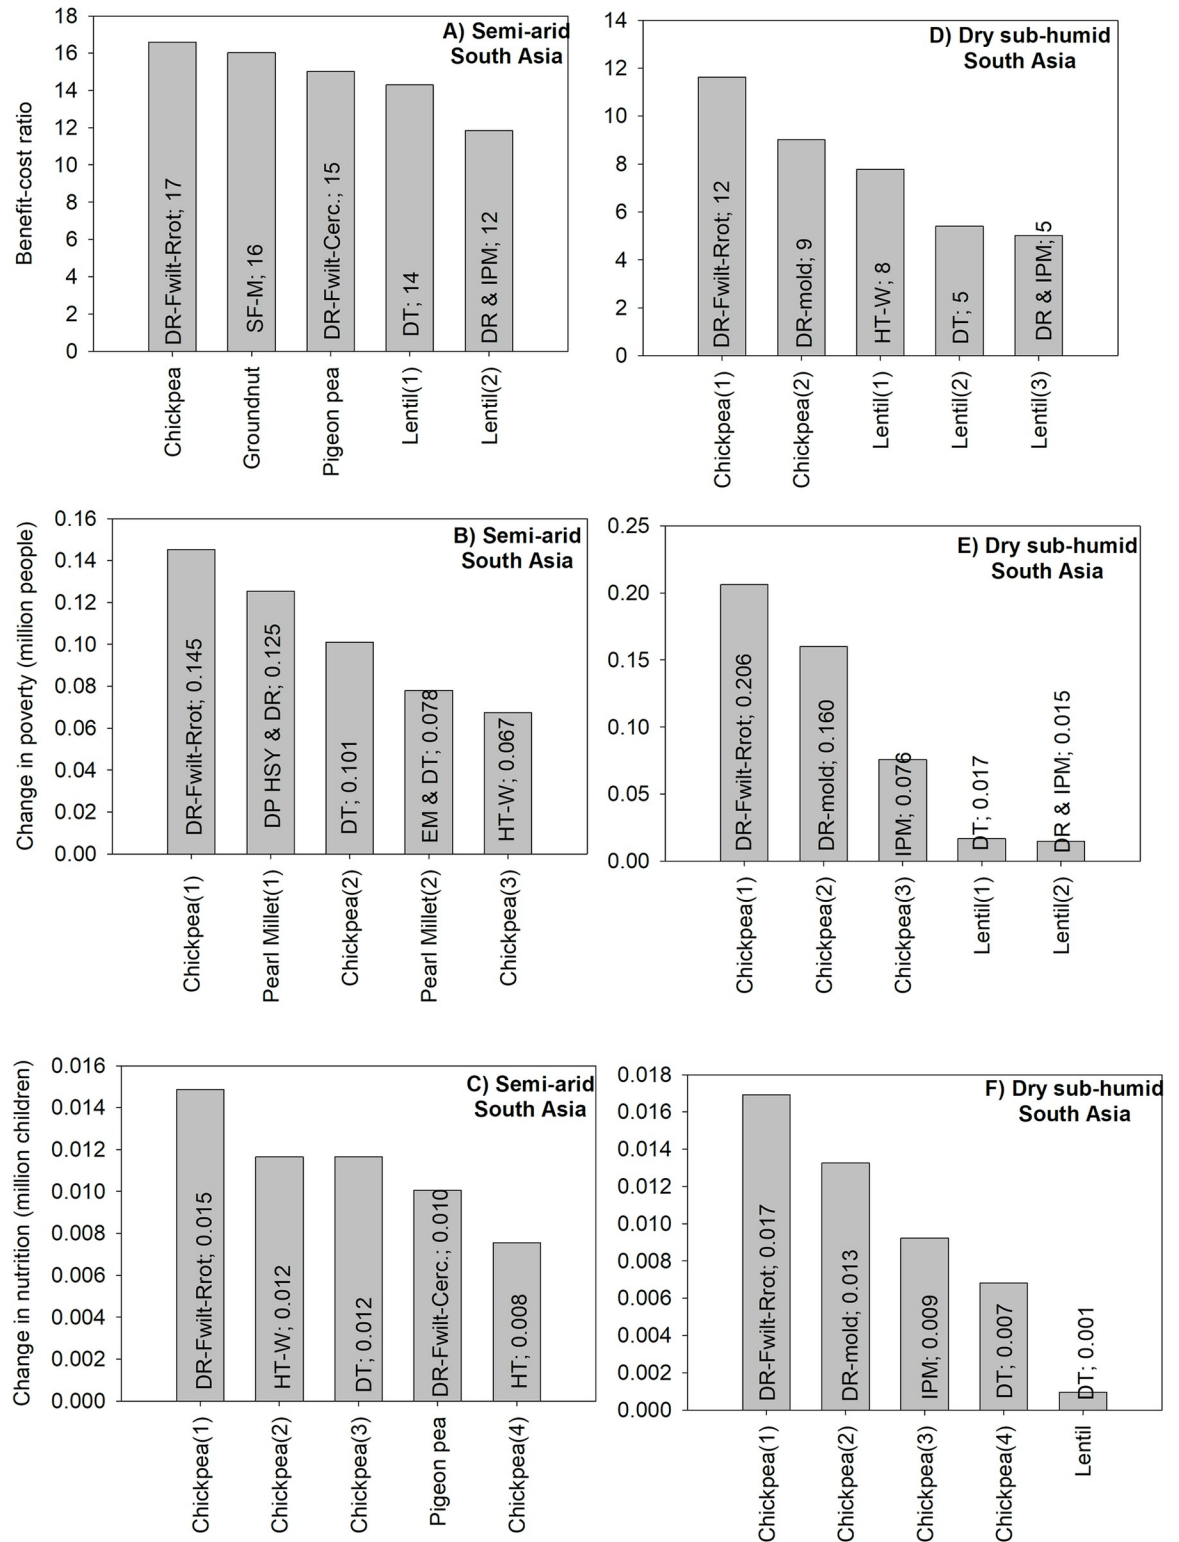 A) Semi-arid
South Asia
Benefit-cost ratio
18
16
14
12
10
8
6
4
2
0
DR-Fwilt-Rrot; 17
SF-M; 16
DR-Fwilt-Cerc.; 15
DT; 14
DR & IPM; 12
Chickpea
Groundnut
Pigeon pea
Lentil(1)
Lentil(2)
D) Dry sub-humid
South Asia
14
12
10
8
6
4
2
0
DR-Fwilt-Rrot; 12
DR-mold; 9
HT-W; 8
DT; 5
DR & IPM; 5
Chickpea(1)
Chickpea(2)
Lentil(1)
Lentil(2)
Lentil(3)
B) Semi-arid
South Asia
Change in poverty (million people)
0.16
0.14
0.12
0.10
0.08
0.06
0.04
0.02
0.00
DR-Fwilt-Rrot; 0.145
DP HSY & DR; 0.125
DT; 0.101
EM & DT; 0.078
HT-W; 0.067
Chickpea(1)
Pearl Millet(1)
Chickpea(2)
Pearl Millet(2)
Chickpea(3)
E) Dry sub-humid
South Asia
0.25
0.20
0.15
0.10
0.05
0.00
DR-Fwilt-Rrot; 0.206
DR-mold; 0.160
IPM; 0.076
DT; 0.017
DR & IPM; 0.015
Chickpea(1)
Chickpea(2)
Chickpea(3)
Lentil(1)
Lentil(2)
C) Semi-arid
South Asia
Change in nutrition (million children)
0.016
0.014
0.012
0.010
0.008
0.006
0.004
0.002
0.000
DR-Fwilt-Rrot; 0.015
HT-W; 0.012
DT; 0.012
DR-Fwilt-Cerc.; 0.010
HT; 0.008
Chickpea(1)
Chickpea(2)
Chickpea(3)
Pigeon pea
Chickpea(4)
F) Dry sub-humid
South Asia
0.018
0.016
0.014
0.012
0.010
0.008
0.006
0.004
0.002
0.000
DR-Fwilt-Rrot; 0.017
DR-mold; 0.013
IPM; 0.009
DT; 0.007
DT; 0.001
Chickpea(1)
Chickpea(2)
Chickpea(3)
Chickpea(4)
Lentil